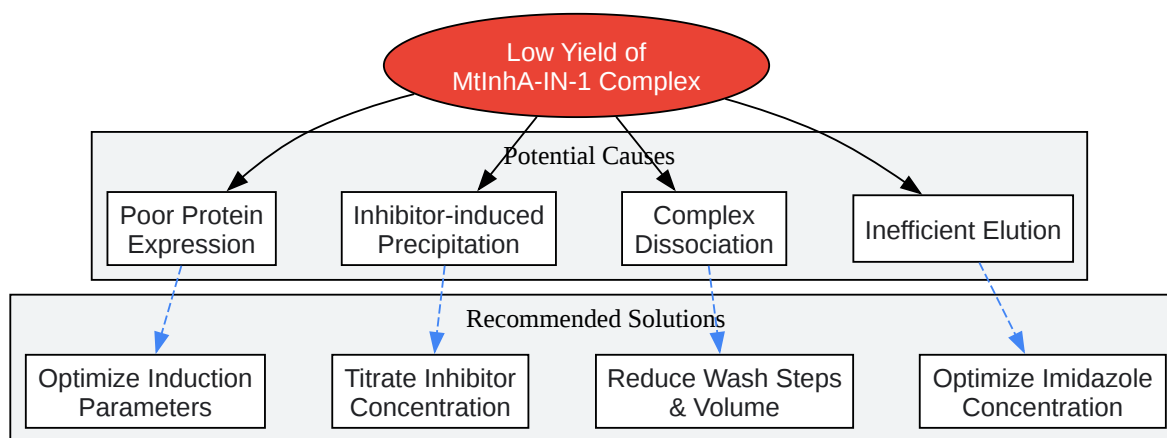 Low Yield of
MtInhA-IN-1 Complex
Potential Causes
Poor Protein
Expression
Inhibitor-induced
Precipitation
Complex
Dissociation
Inefficient Elution
Recommended Solutions
Optimize Induction
Parameters
Titrate Inhibitor
Concentration
Reduce Wash Steps
& Volume
Optimize Imidazole
Concentration